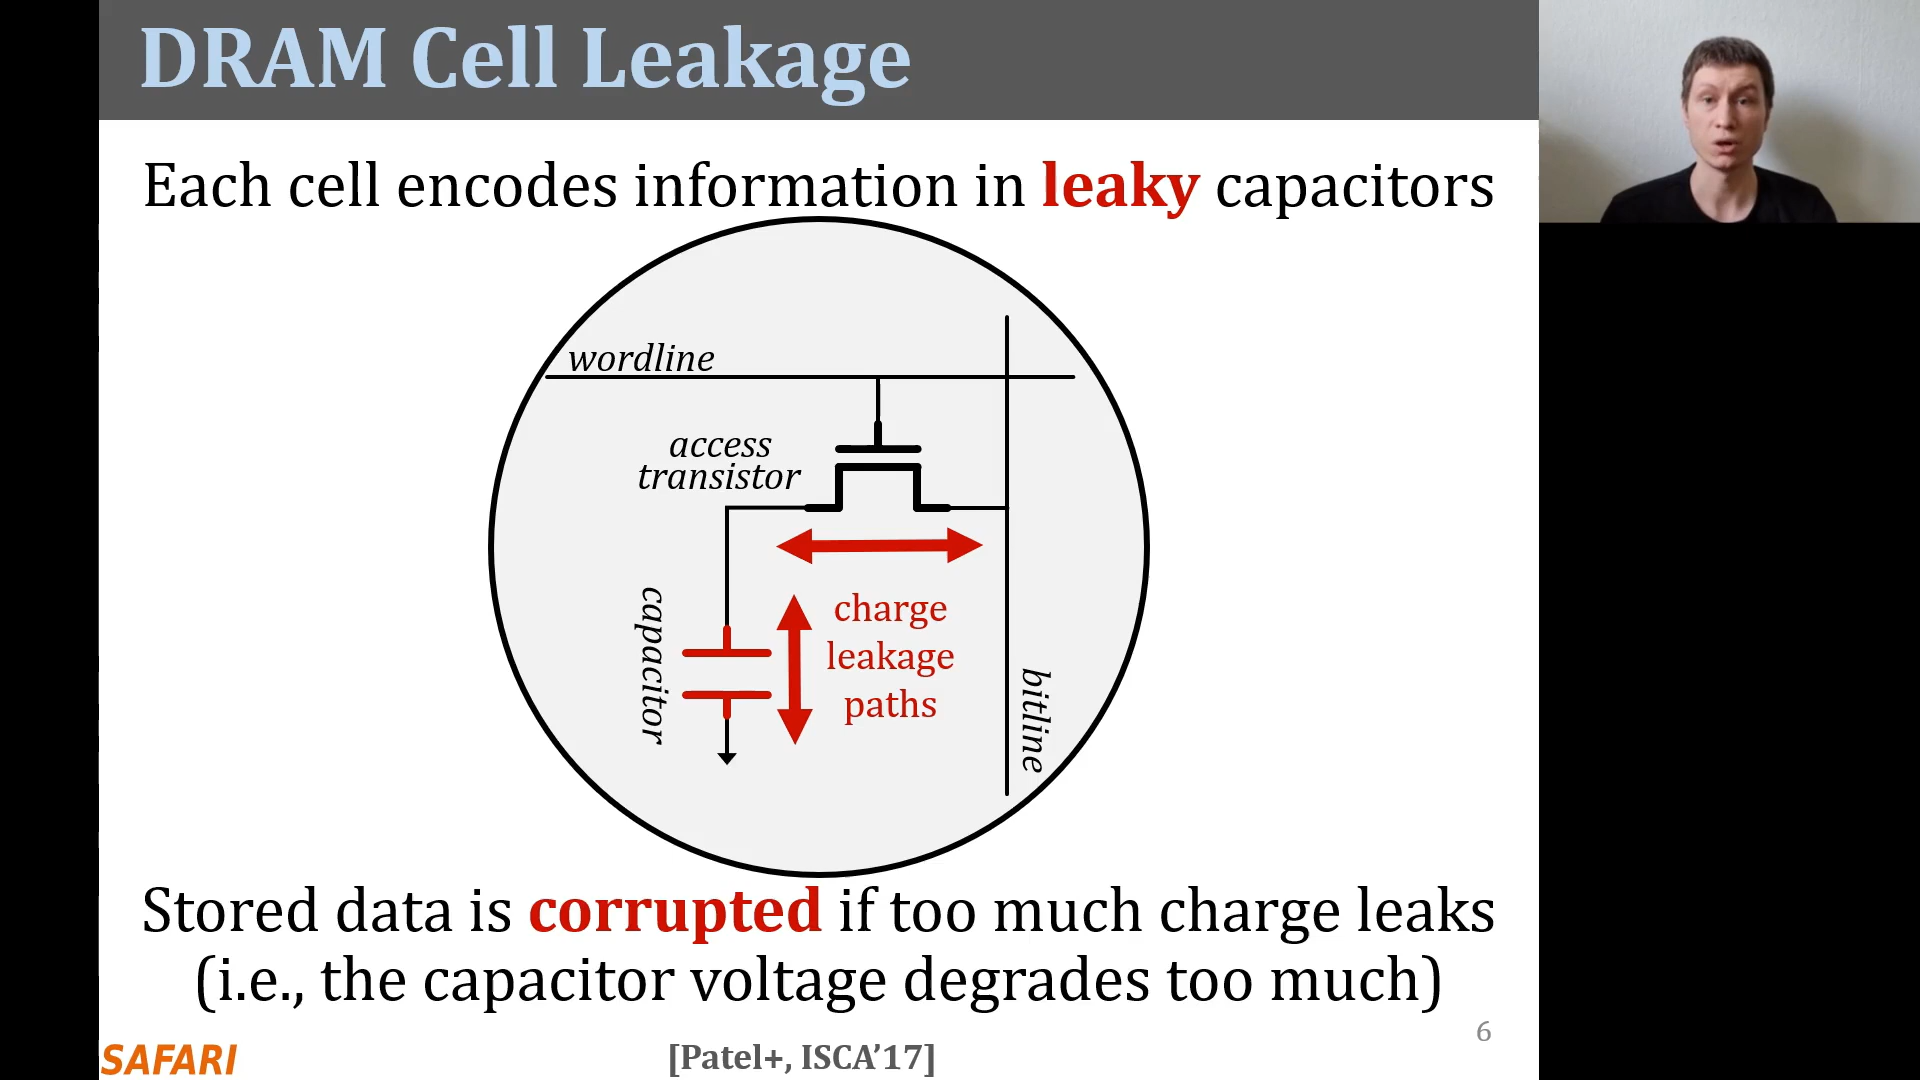 DRAM Cell Leakage
Each cell encodes information in leaky capacitors
wordline
access
transistor
capacitor
charge
leakage
paths
bitline
Stored data is corrupted if too much charge leaks
(i.e., the capacitor voltage degrades too much)
6
SAFARI
[Patel+, ISCA’17]